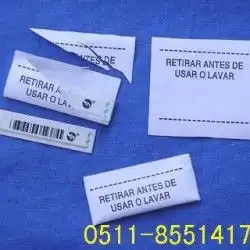 RETIRAR ANTES DE
USAR O LAVAR
RETIRAR ANTES DE
USAR O LAVAR
RETIRAR ANTES DE
USAR O LAVAR
0511-8551417